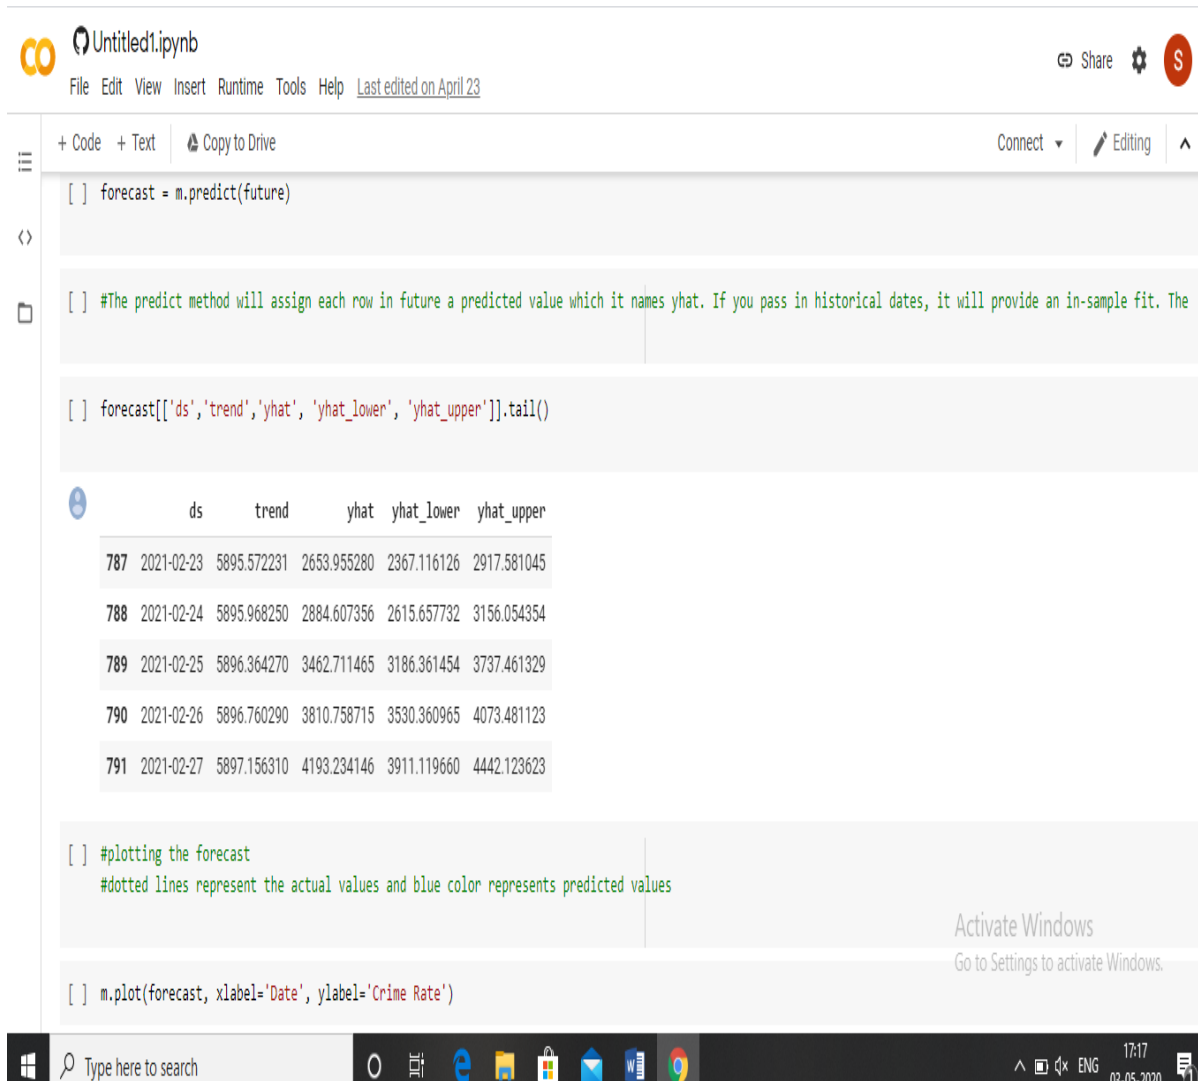 Untitled1.ipynb
File Edit View Insert Runtime Tools Help Last edited on April 23
Share
S
+ Code + Text Copy to Drive
Connect Editing
[ ] forecast = m.predict(future)
[ ] #The predict method will assign each row in future a predicted value which it names yhat. If you pass in historical dates, it will provide an in-sample fit. The
[ ] forecast[['ds','trend','yhat', 'yhat_lower', 'yhat_upper']].tail()
ds trend yhat yhat_lower yhat_upper
787 2021-02-23 5895.572231 2653.955280 2367.116126 2917.581045
788 2021-02-24 5895.968250 2884.607356 2615.657732 3156.054354
789 2021-02-25 5896.364270 3462.711465 3186.361454 3737.461329
790 2021-02-26 5896.760290 3810.758715 3530.360965 4073.481123
791 2021-02-27 5897.156310 4193.234146 3911.119660 4442.123623
[ ] #plotting the forecast
#dotted lines represent the actual values and blue color represents predicted values
Activate Windows
Go to Settings to activate Windows.
[ ] m.plot(forecast, xlabel='Date', ylabel='Crime Rate')
Type here to search
ENG
17:17
03-05-2020